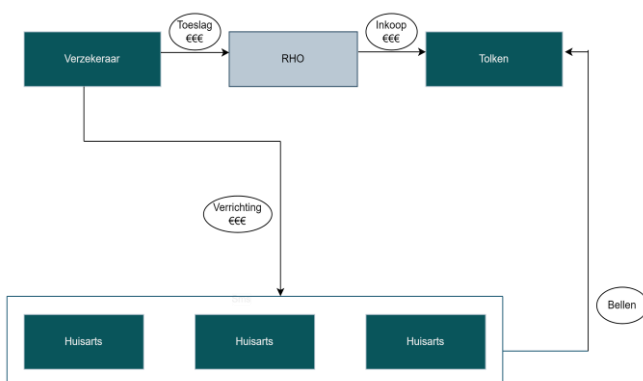 Toeslag
€€€
Inkoop
€€€
Verzekeraar
RHO
Tolken
Verrichting
€€€
Bellen
Huisarts
Huisarts
Huisarts